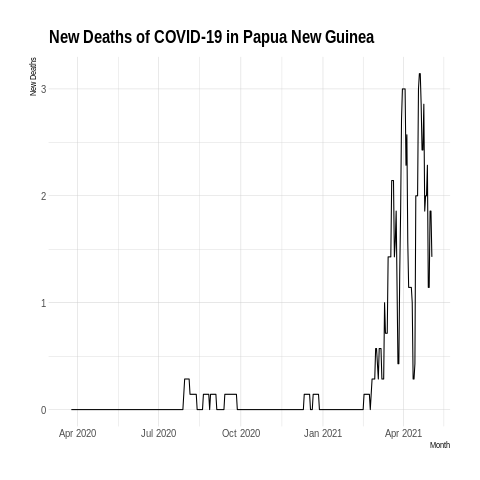 New Deaths of COVID-19 in Papua New Guinea
New Deaths
3
2
1
0
Apr 2020 Jul 2020 Oct 2020 Jan 2021 Apr 2021
Month